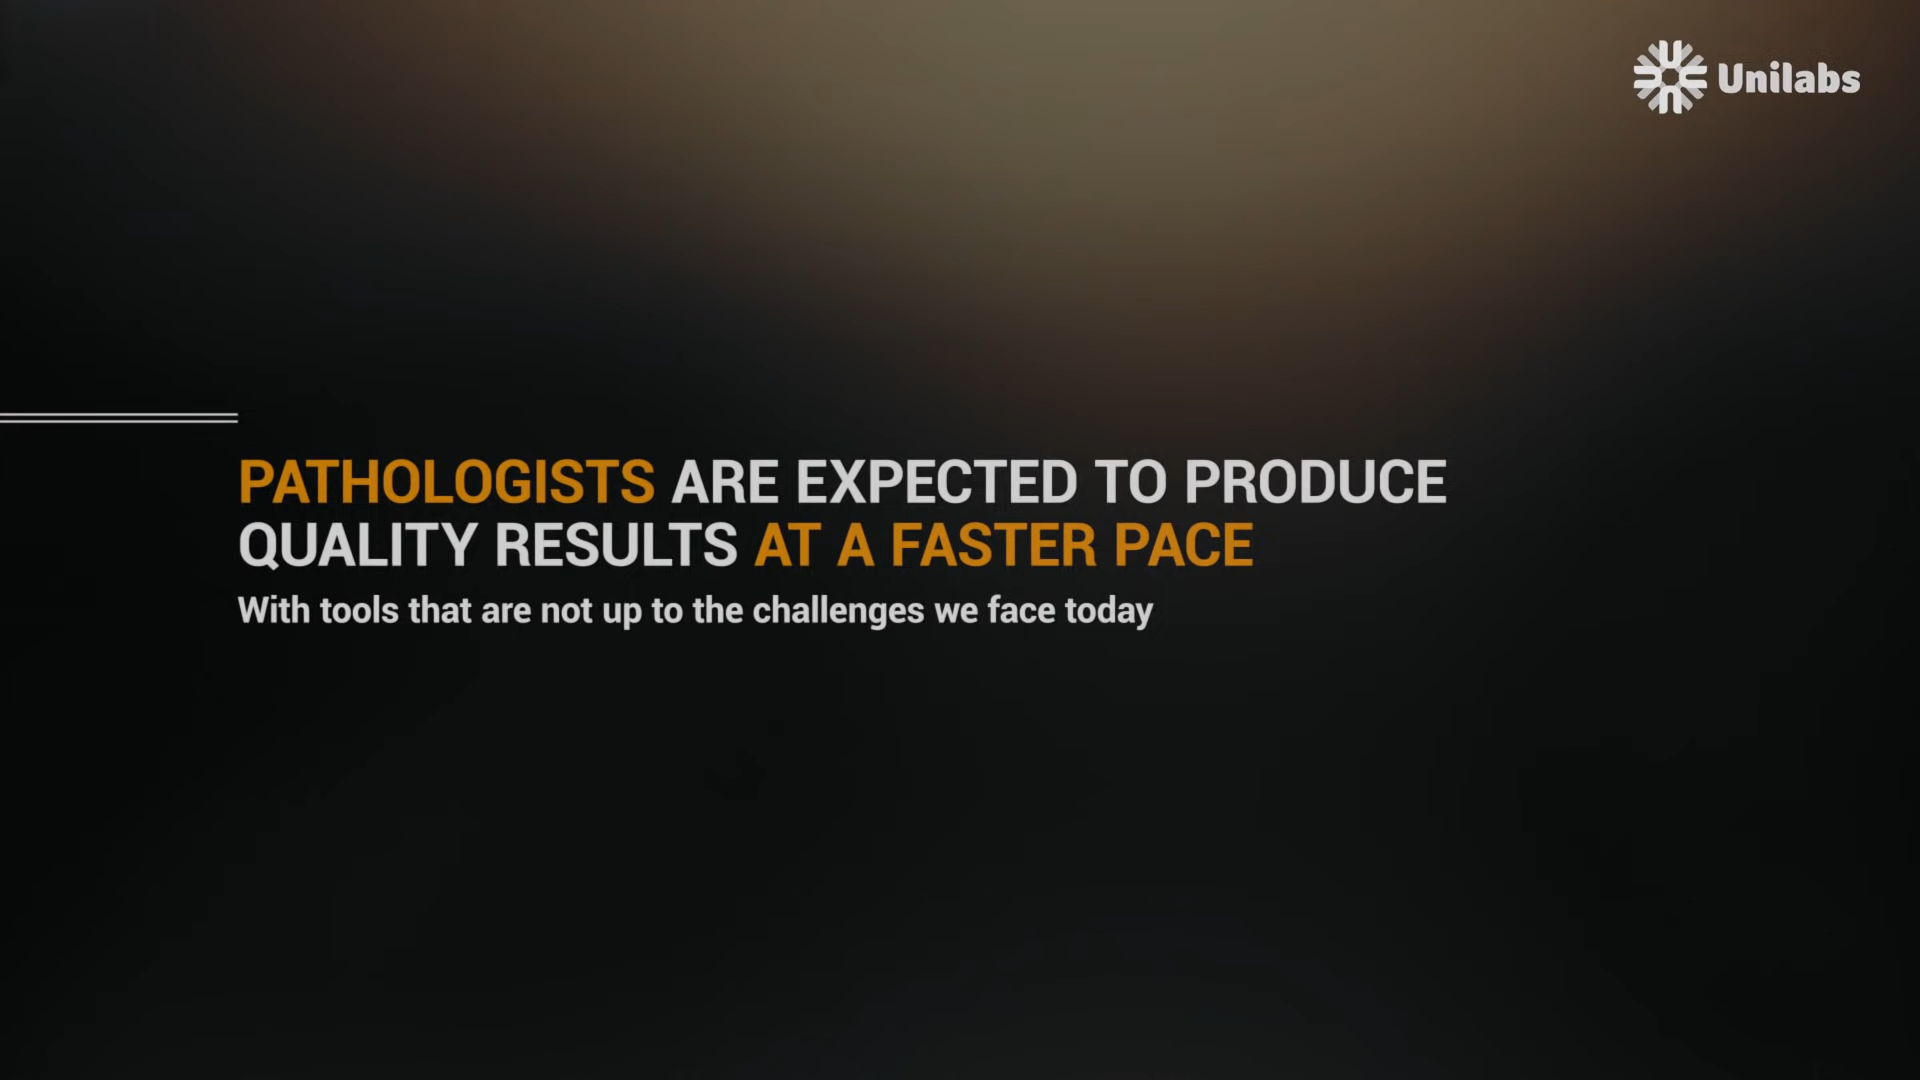 Unilabs
PATHOLOGISTS ARE EXPECTED TO PRODUCE
QUALITY RESULTS AT A FASTER PACE
With tools that are not up to the challenges we face today